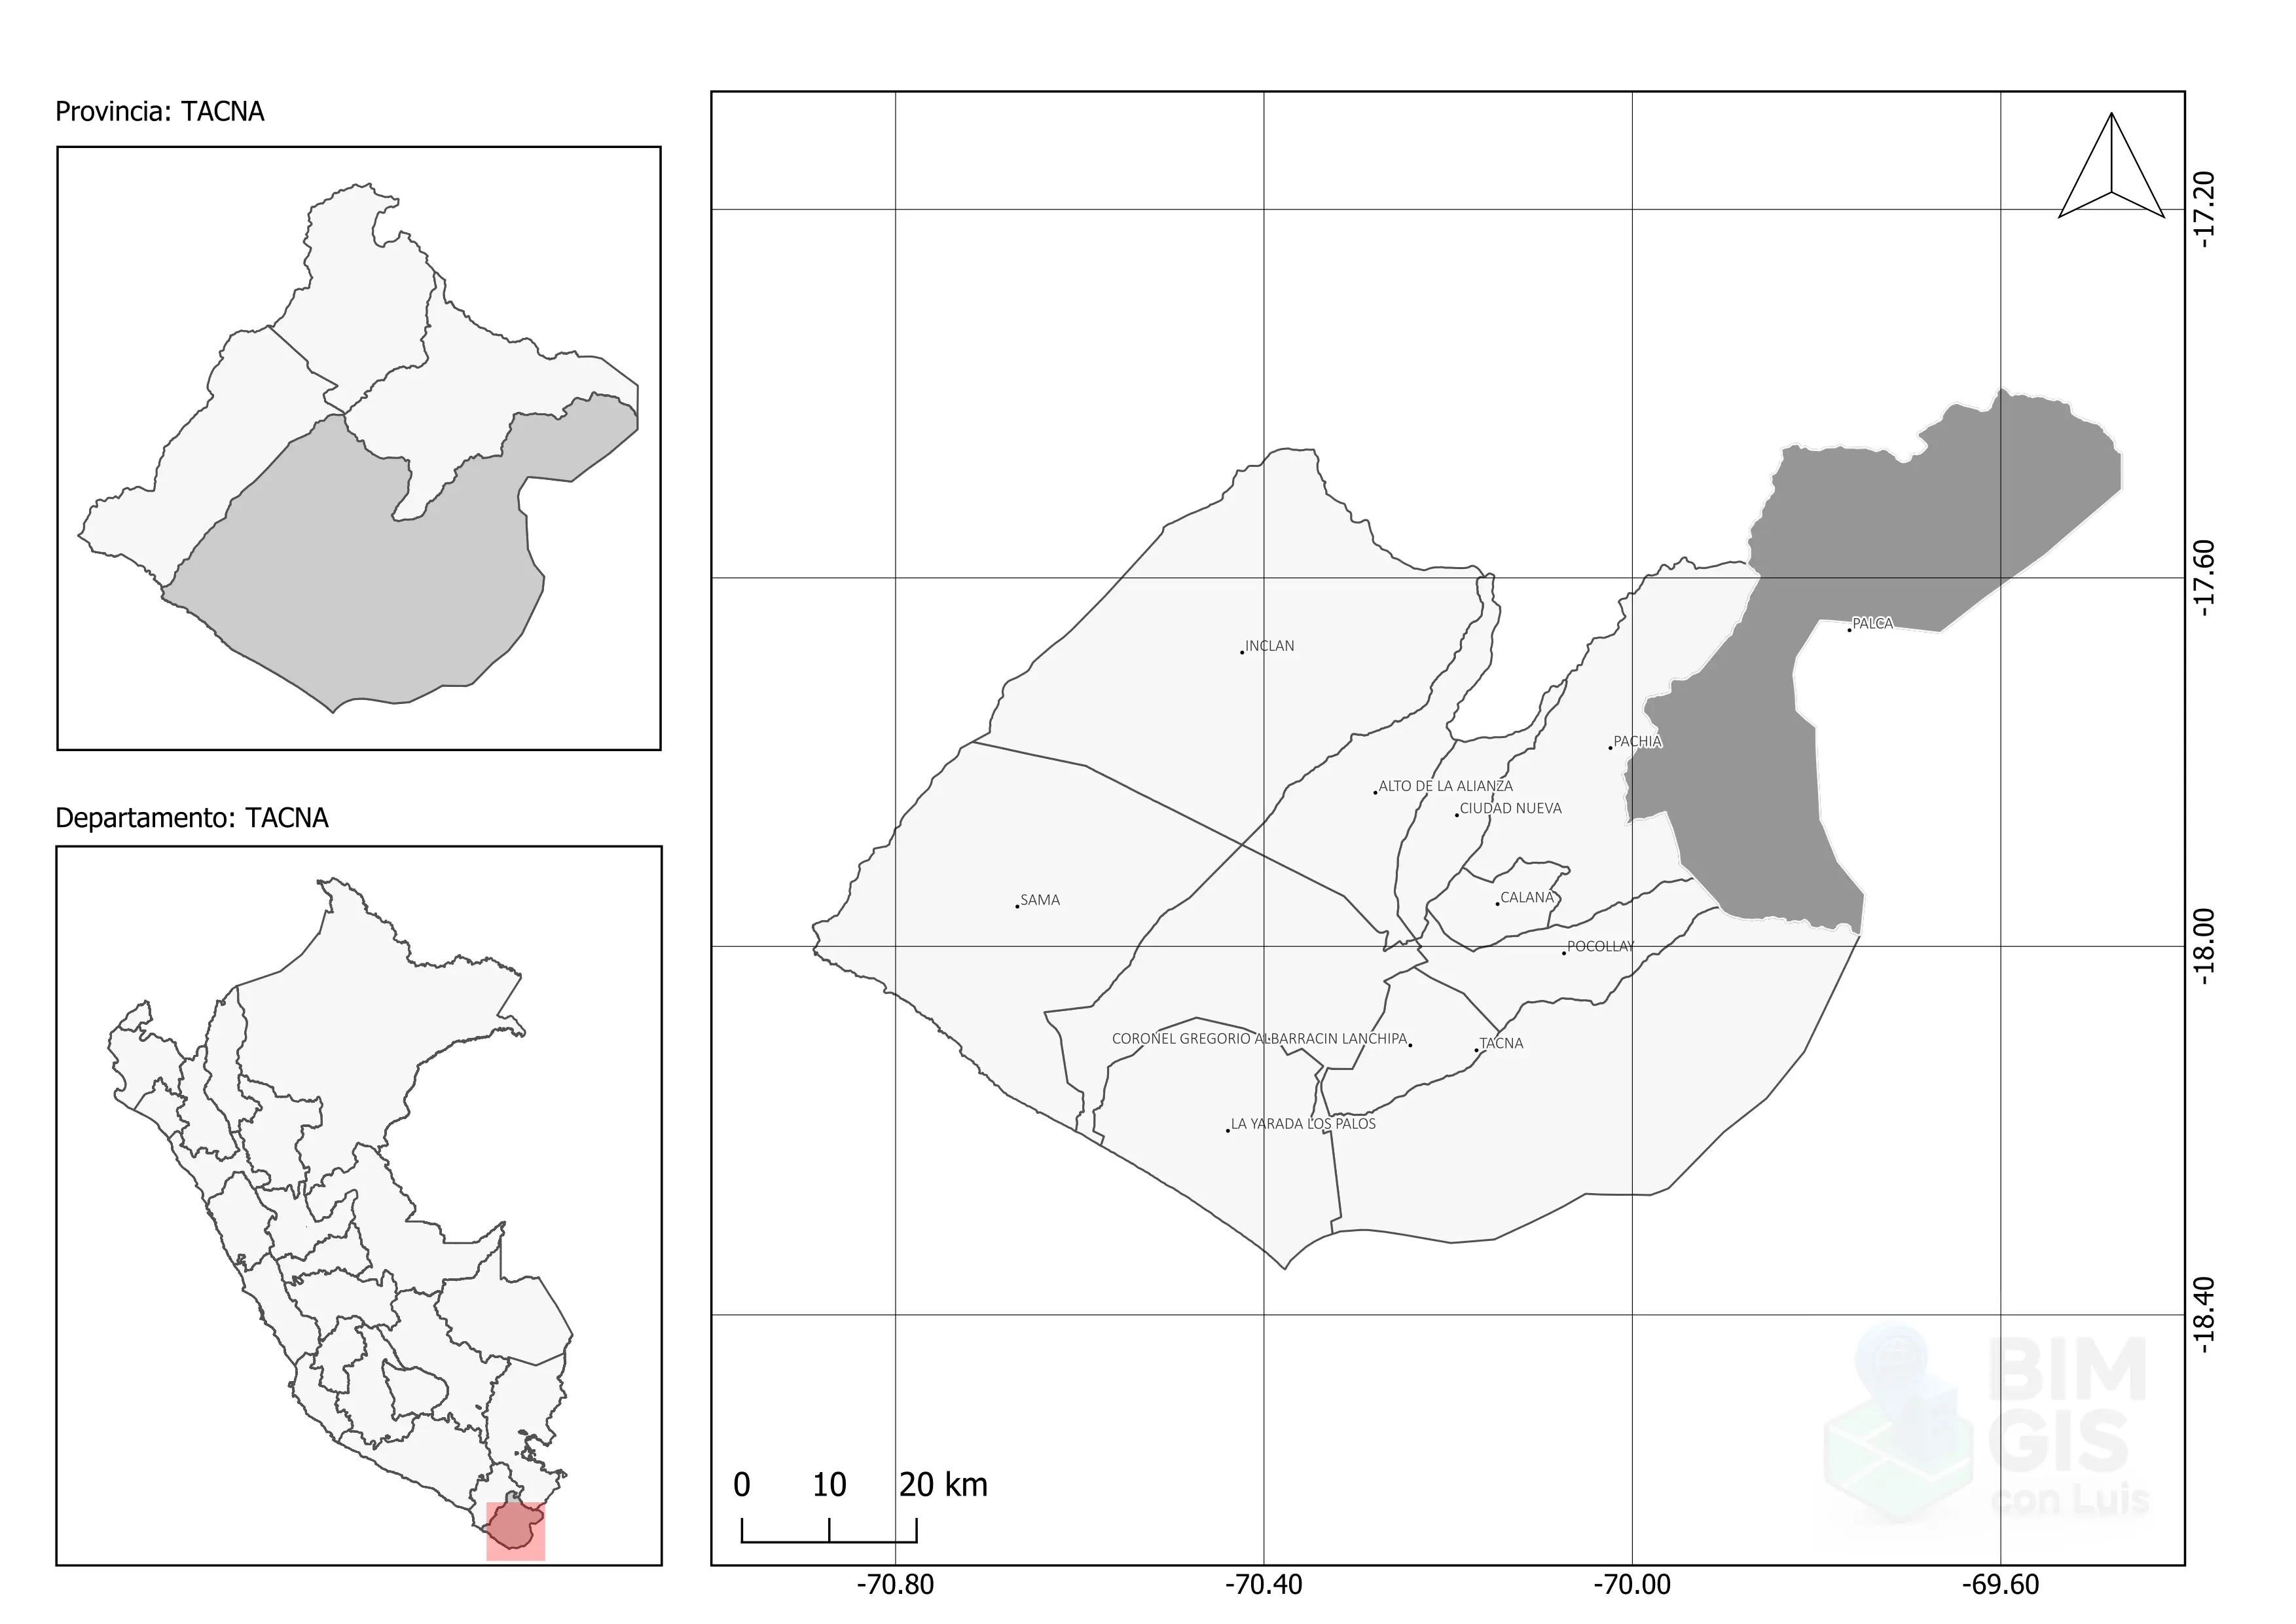 Provincia: TACNA
Departamento: TACNA
-17.20
-17.60
-18.00
-18.40
INCLAN
PALCA
PACHIA
ALTO DE LA ALIANZA
CIUDAD NUEVA
SAMA
CALANA
POCOLLAY
CORONEL GREGORIO ALBARRACIN LANCHIPA
TACNA
LA YARADA LOS PALOS
BIM
GIS
con Luis
0 10 20 km
-70.80 -70.40 -70.00 -69.60